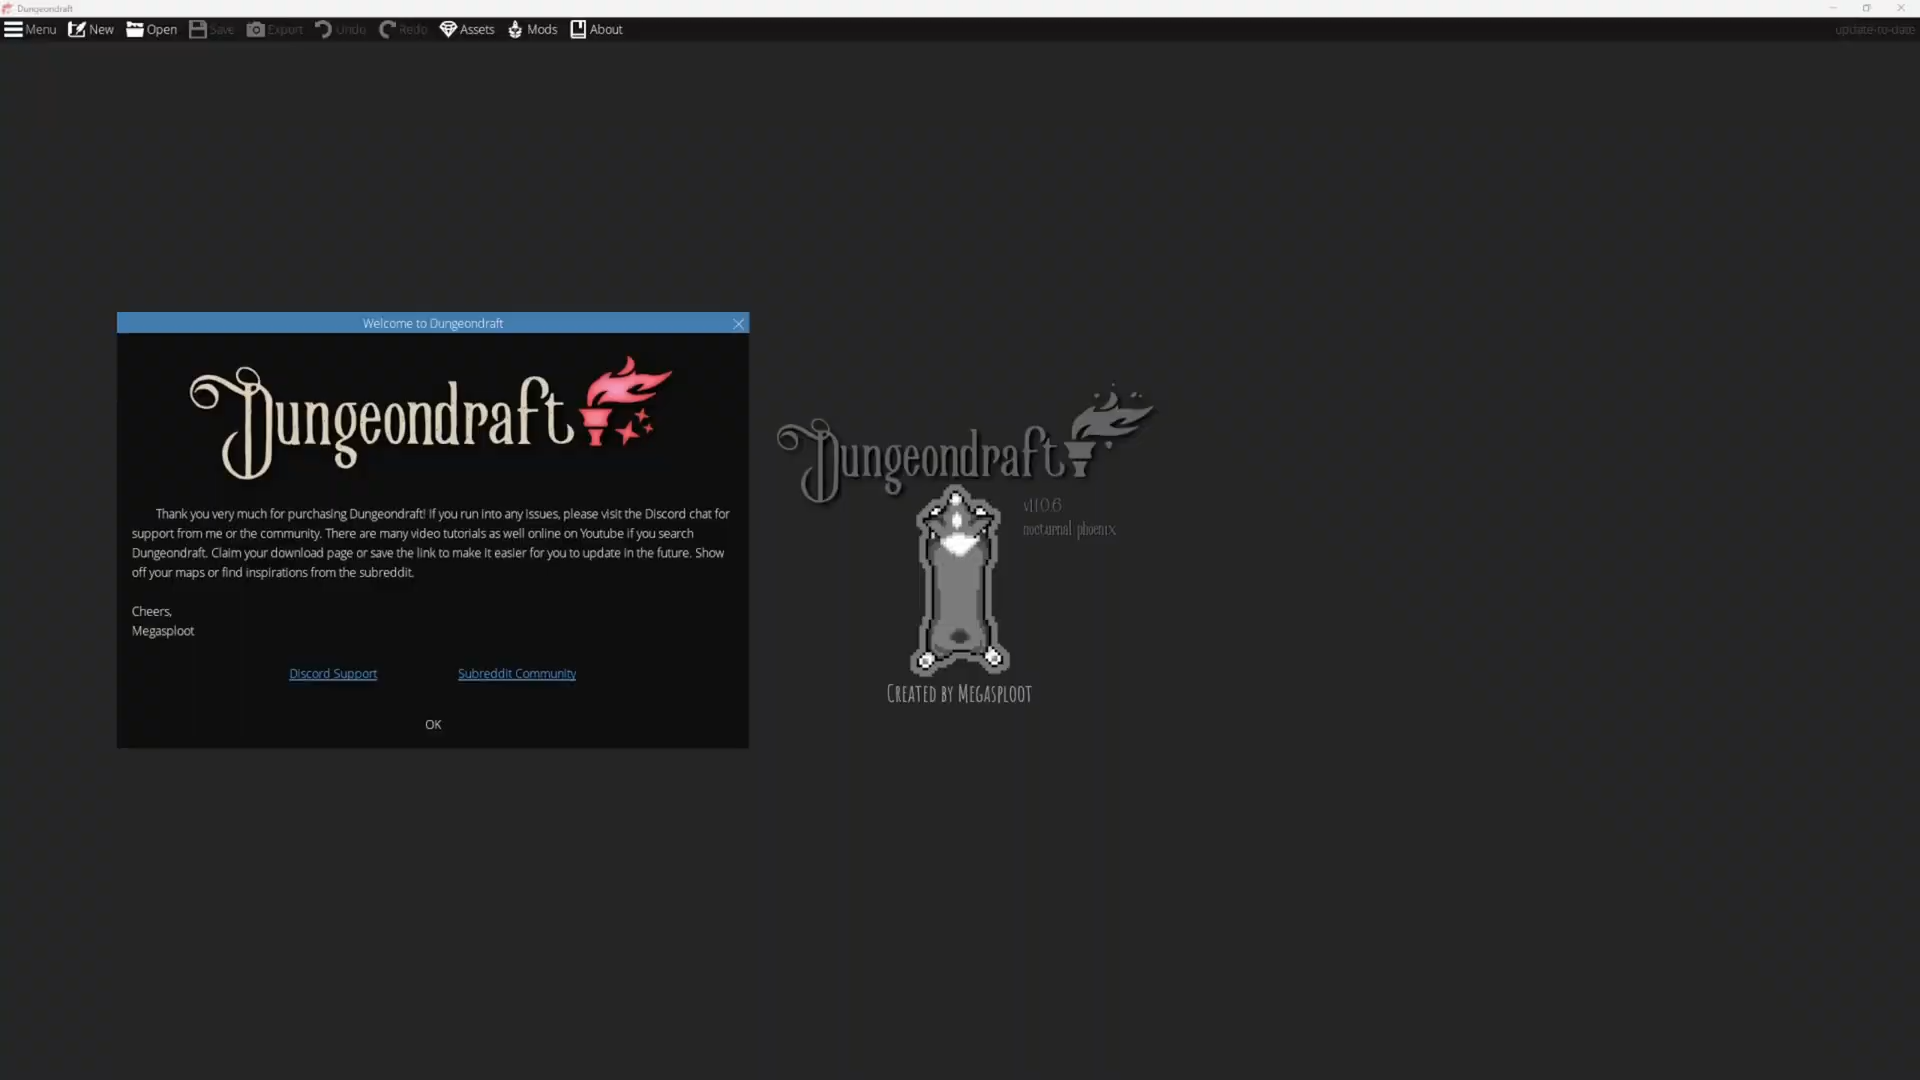 Dungeondraft
Menu New Open Save Export Undo Redo Assets Mods About update-to-date
Welcome to Dungeondraft
Dungeondraft
Thank you very much for purchasing Dungeondraft! If you run into any issues, please visit the Discord chat for
support from me or the community. There are many video tutorials as well online on Youtube if you search
Dungeondraft. Claim your download page or save the link to make it easier for you to update in the future. Show
off your maps or find inspirations from the subreddit.
Cheers,
Megasploot
Discord Support Subreddit Community
OK
Dungeondraft
v1.1.0.6
nocturnal phoenix
CREATED BY MEGASPLOOT